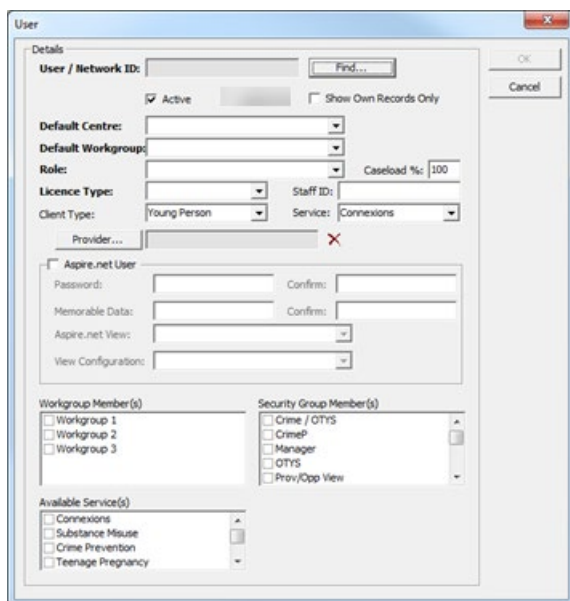 User
Details
User / Network ID: Find... OK
Cancel
Active Show Own Records Only
Default Centre:
Default Workgroup:
Role: Caseload %: 100
Licence Type: Staff ID:
Client Type: Young Person Service: Connexions
Provider...
Aspire.net User
Password: Confirm:
Memorable Data: Confirm:
Aspire.net View:
View Configuration:
Workgroup Member(s)
Workgroup 1
Workgroup 2
Workgroup 3
Security Group Member(s)
Crime / OTYS
CrimeP
Manager
OTYS
Prov/Opp View
Available Service(s)
Connexions
Substance Misuse
Crime Prevention
Teenage Pregnancy